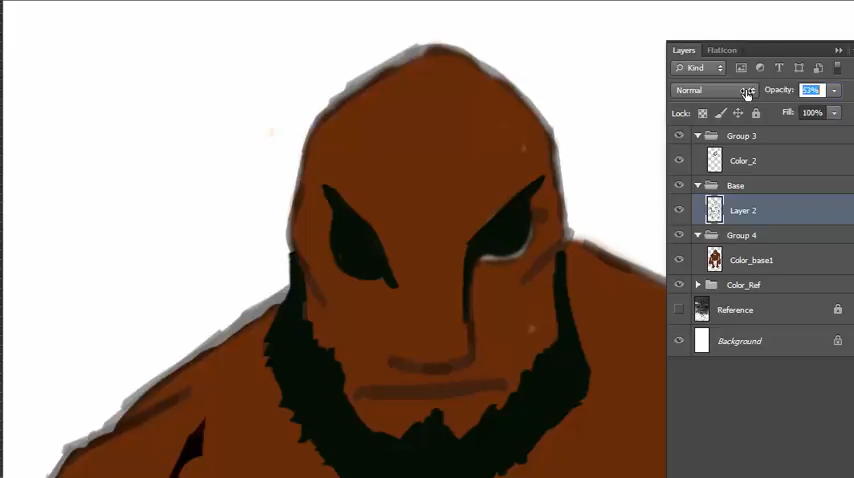 Layers FlatIcon
Kind
Normal Opacity: 53%
Lock: Fill: 100%
Group 3
Color_2
Base
Layer 2
Group 4
Color_base1
Color_Ref
Reference
Background